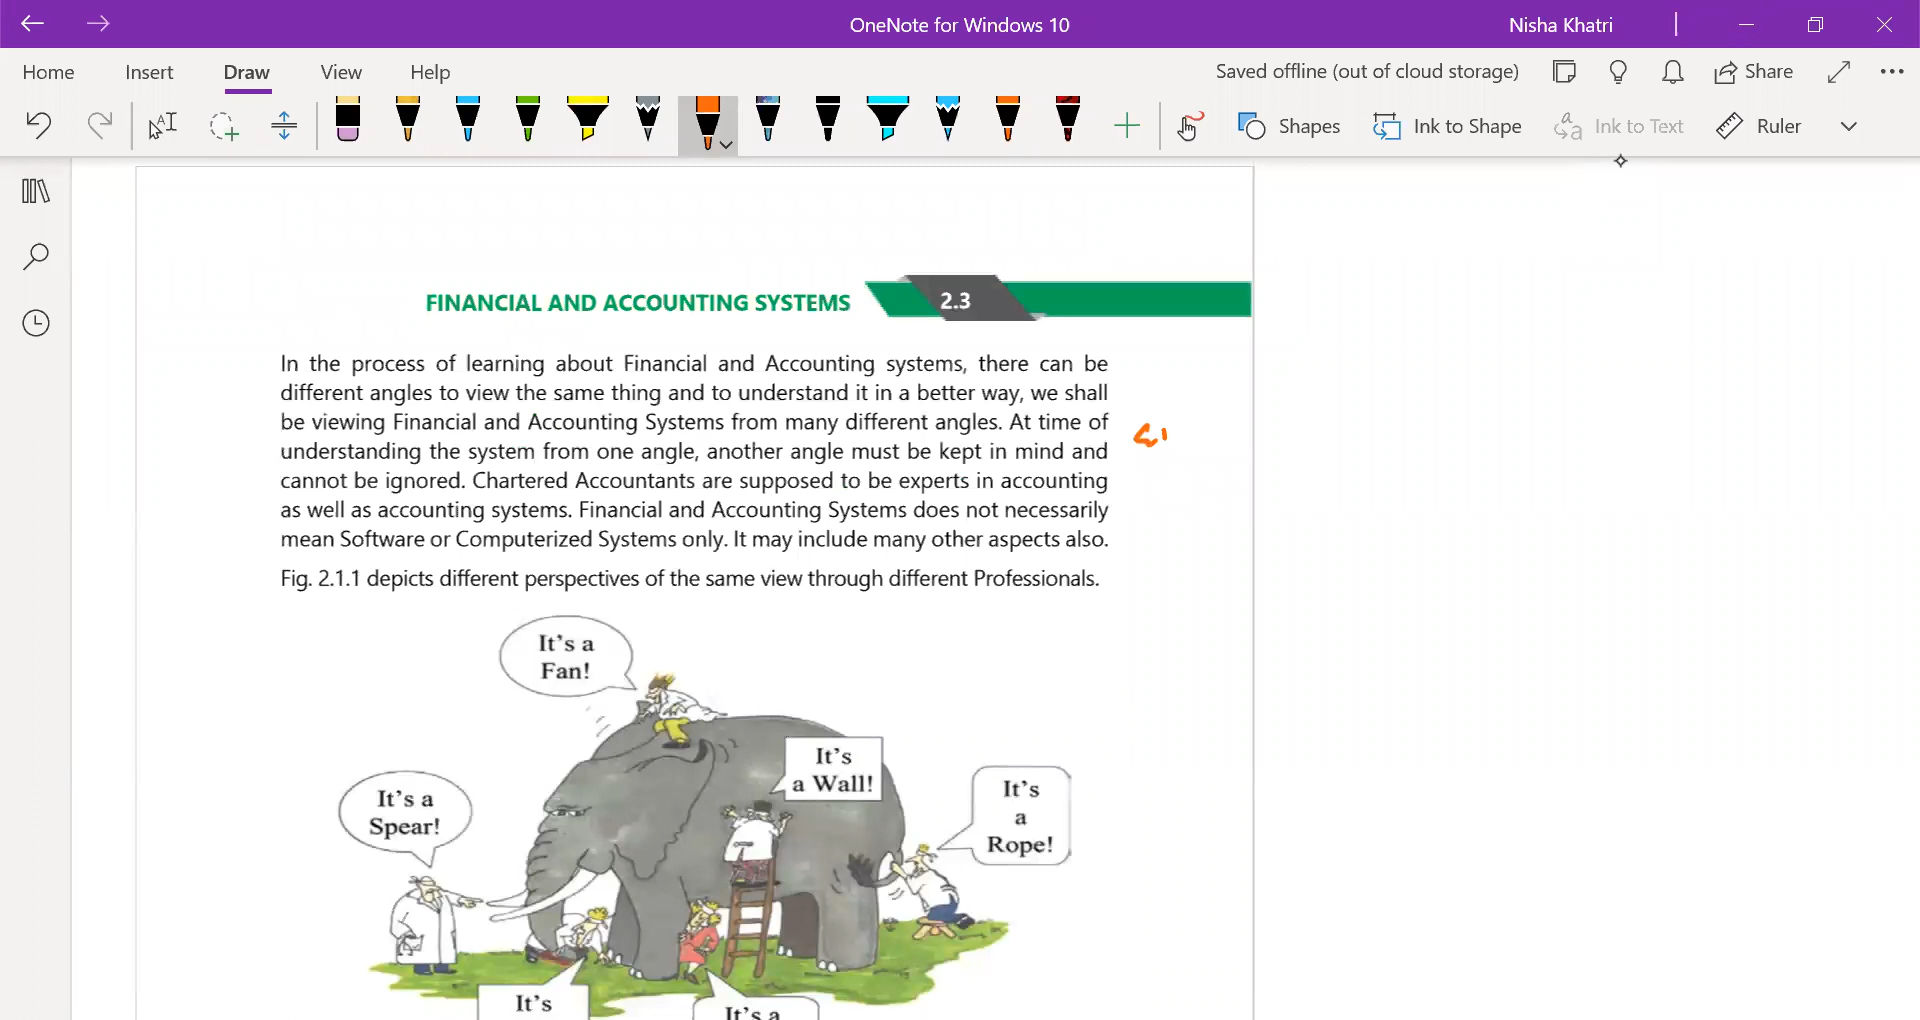 OneNote for Windows 10
Nisha Khatri
Home Insert Draw View Help
Saved offline (out of cloud storage)
Share
Shapes
Ink to Shape
Ink to Text
Ruler
FINANCIAL AND ACCOUNTING SYSTEMS 2.3
In the process of learning about Financial and Accounting systems, there can be
different angles to view the same thing and to understand it in a better way, we shall
be viewing Financial and Accounting Systems from many different angles. At time of
understanding the system from one angle, another angle must be kept in mind and
cannot be ignored. Chartered Accountants are supposed to be experts in accounting
as well as accounting systems. Financial and Accounting Systems does not necessarily
mean Software or Computerized Systems only. It may include many other aspects also.
Fig. 2.1.1 depicts different perspectives of the same view through different Professionals.
It's a
Fan!
It's
a Wall!
It's a
Spear!
It's
a
Rope!
It's
It's a